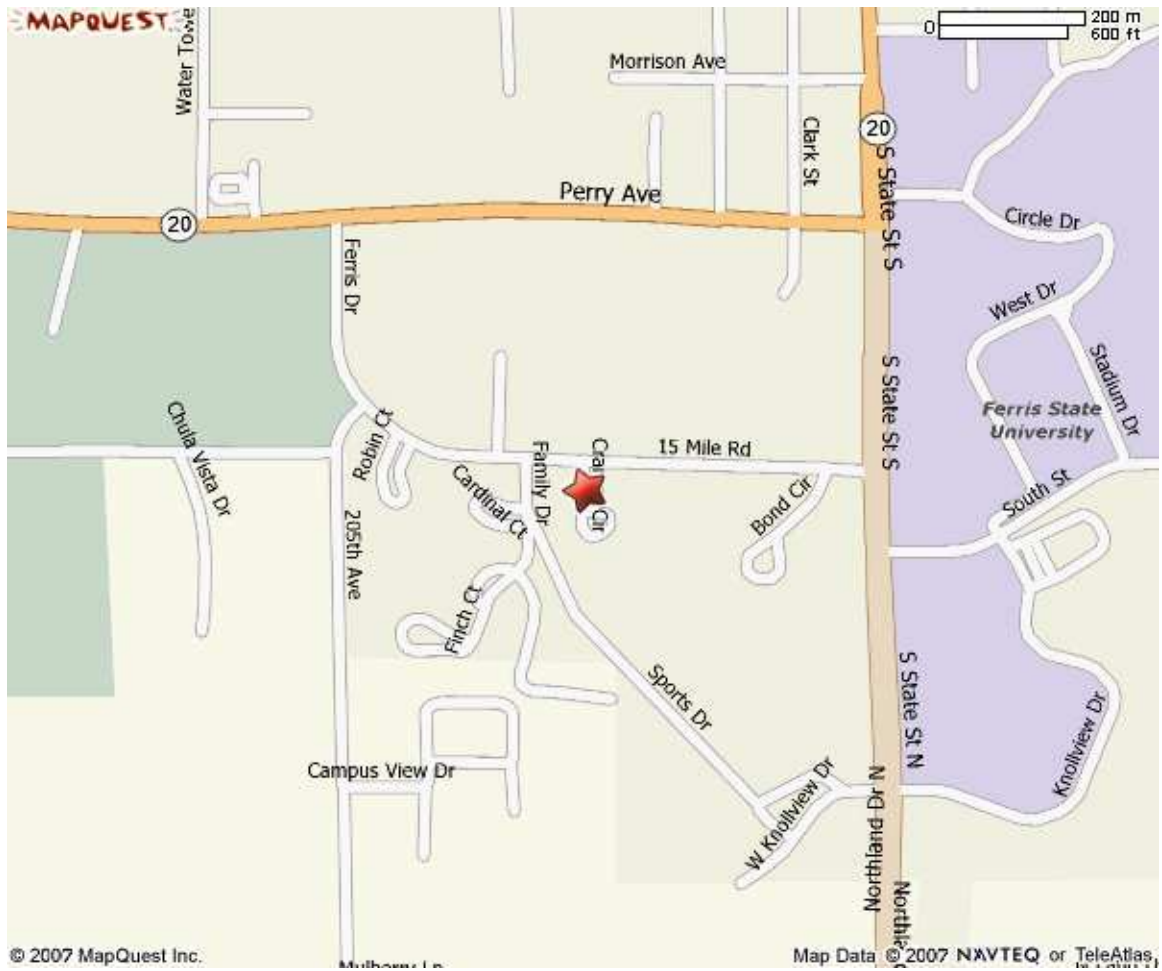 MAPQUEST
0
200 m
600 ft
Morrison Ave
Clark St
20
S State St S
Perry Ave
20
Circle Dr
Ferris Dr
West Dr
Stadium Dr
S State St S
Ferris State
University
Chula Vista Dr
Robin Ct
15 Mile Rd
Family Dr
Cir
Cardinal Ct
Bond Cir
South St
205th Ave
Finch Ct
Sports Dr
S State St N
Knollview Dr
Campus View Dr
W Knollview Dr
Northland Dr N
© 2007 MapQuest Inc.
Map Data © 2007 NAVTEQ or TeleAtlas